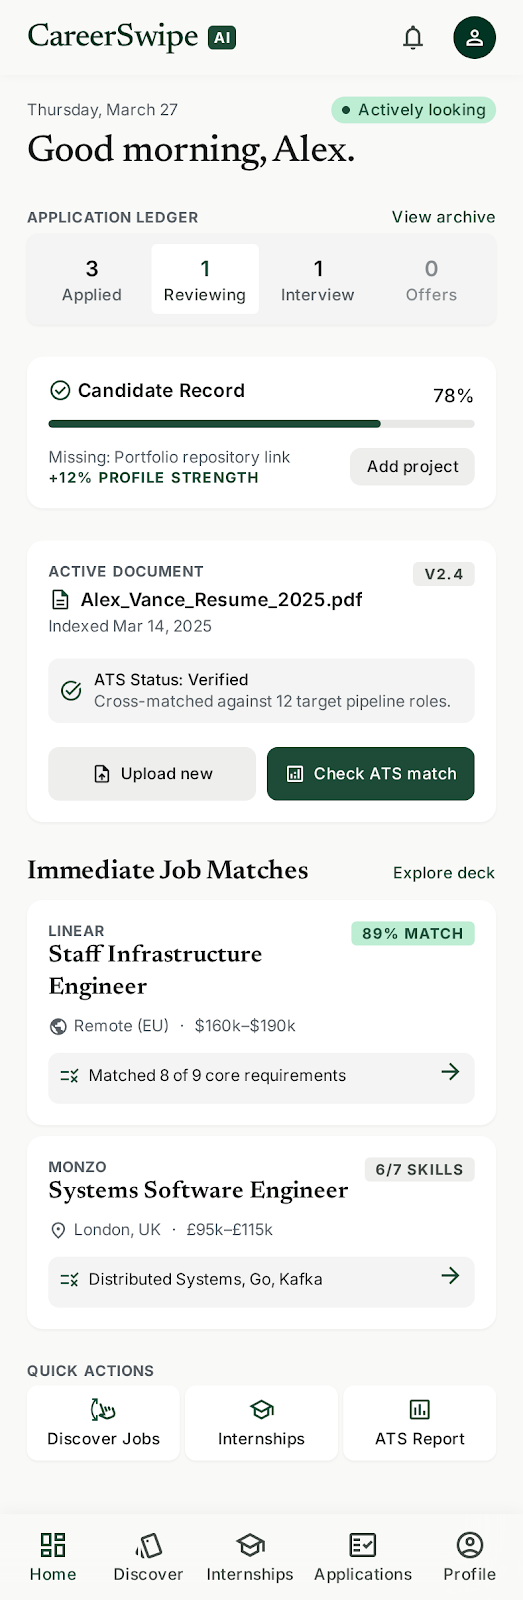 CareerSwipe AI
Thursday, March 27
Actively looking
Good morning, Alex.
APPLICATION LEDGER
View archive
3
Applied
1
Reviewing
1
Interview
0
Offers
Candidate Record
78%
Missing: Portfolio repository link
+12% PROFILE STRENGTH
Add project
ACTIVE DOCUMENT
V2.4
Alex_Vance_Resume_2025.pdf
Indexed Mar 14, 2025
ATS Status: Verified
Cross-matched against 12 target pipeline roles.
Upload new
Check ATS match
Immediate Job Matches
Explore deck
LINEAR
89% MATCH
Staff Infrastructure
Engineer
Remote (EU) · $160k–$190k
Matched 8 of 9 core requirements
MONZO
6/7 SKILLS
Systems Software Engineer
London, UK · £95k–£115k
Distributed Systems, Go, Kafka
QUICK ACTIONS
Discover Jobs
Internships
ATS Report
Home
Discover
Internships
Applications
Profile